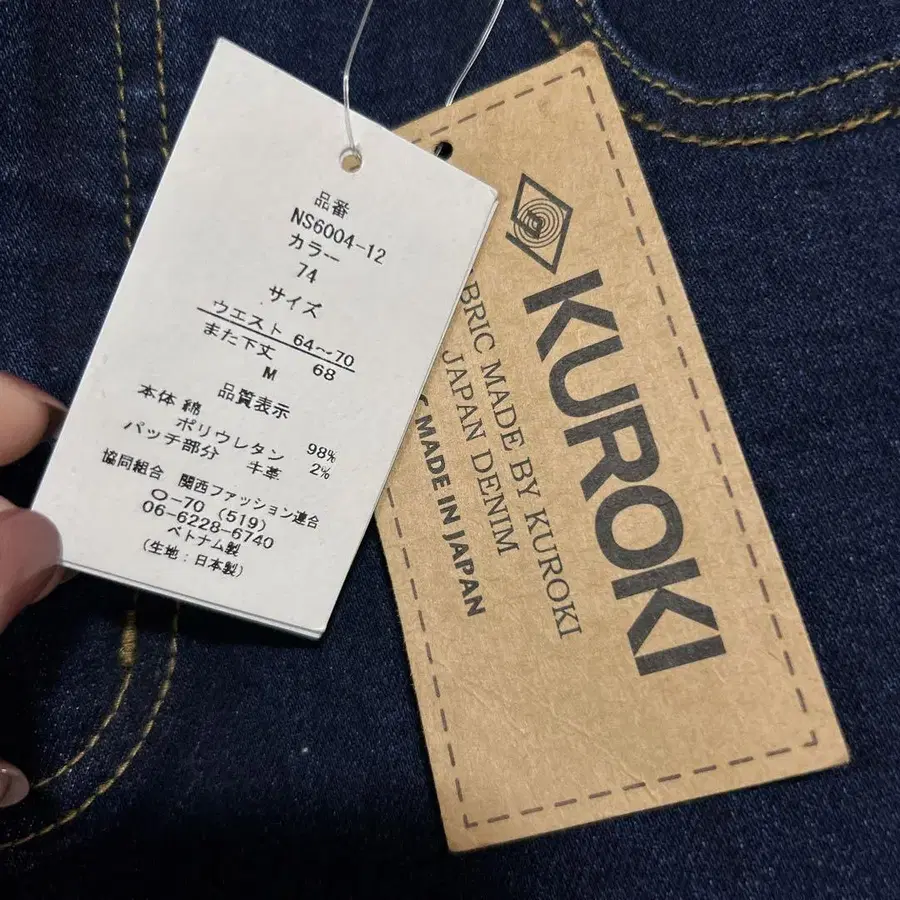 品番
NS6004-12
カラー
74
サイズ
ウエスト 64～70
また下丈 68
M
品質表示
本体 綿 98%
ポリウレタン 2%
パッチ部分 牛革
協同組合 関西ファッション連合
O-70 (519)
06-6228-6740
ベトナム製
(生地：日本製)
KUROKI
BRIC MADE BY KUROKI
JAPAN DENIM
C MADE IN JAPAN